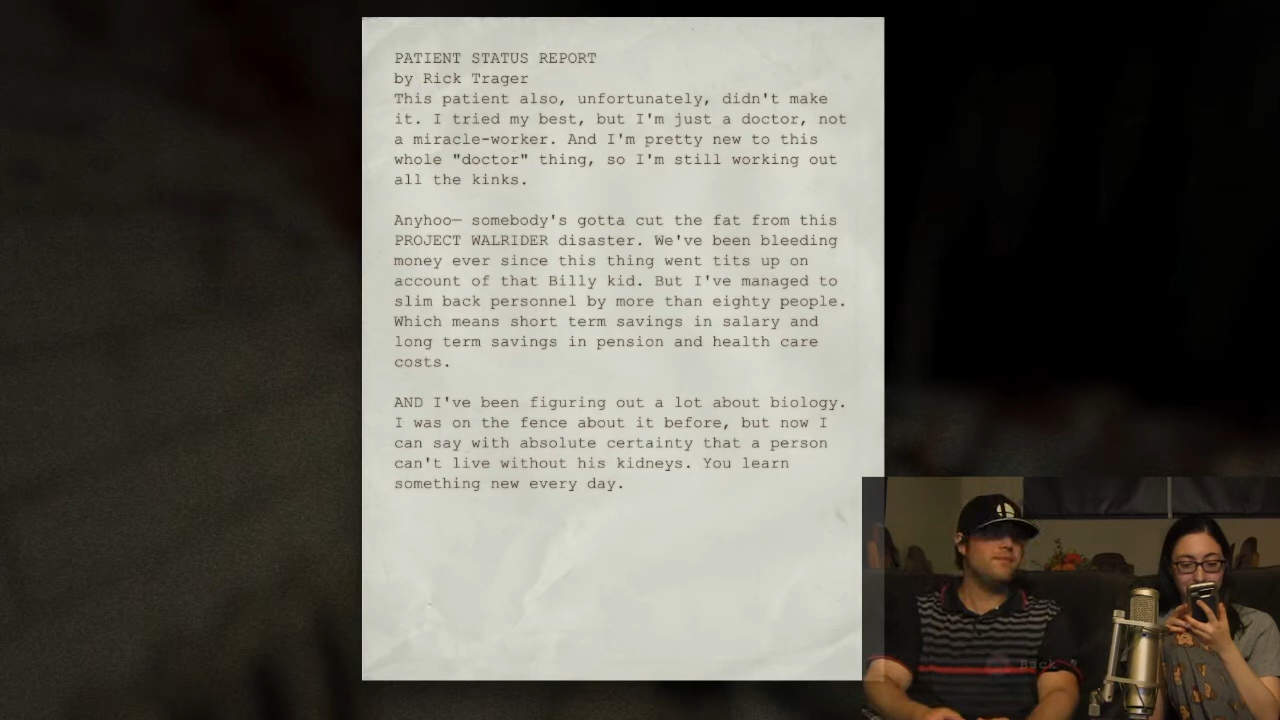 PATIENT STATUS REPORT
by Rick Trager
This patient also, unfortunately, didn't make
it. I tried my best, but I'm just a doctor, not
a miracle-worker. And I'm pretty new to this
whole "doctor" thing, so I'm still working out
all the kinks.
Anyhoo— somebody's gotta cut the fat from this
PROJECT WALRIDER disaster. We've been bleeding
money ever since this thing went tits up on
account of that Billy kid. But I've managed to
slim back personnel by more than eighty people.
Which means short term savings in salary and
long term savings in pension and health care
costs.
AND I've been figuring out a lot about biology.
I was on the fence about it before, but now I
can say with absolute certainty that a person
can't live without his kidneys. You learn
something new every day.
Back